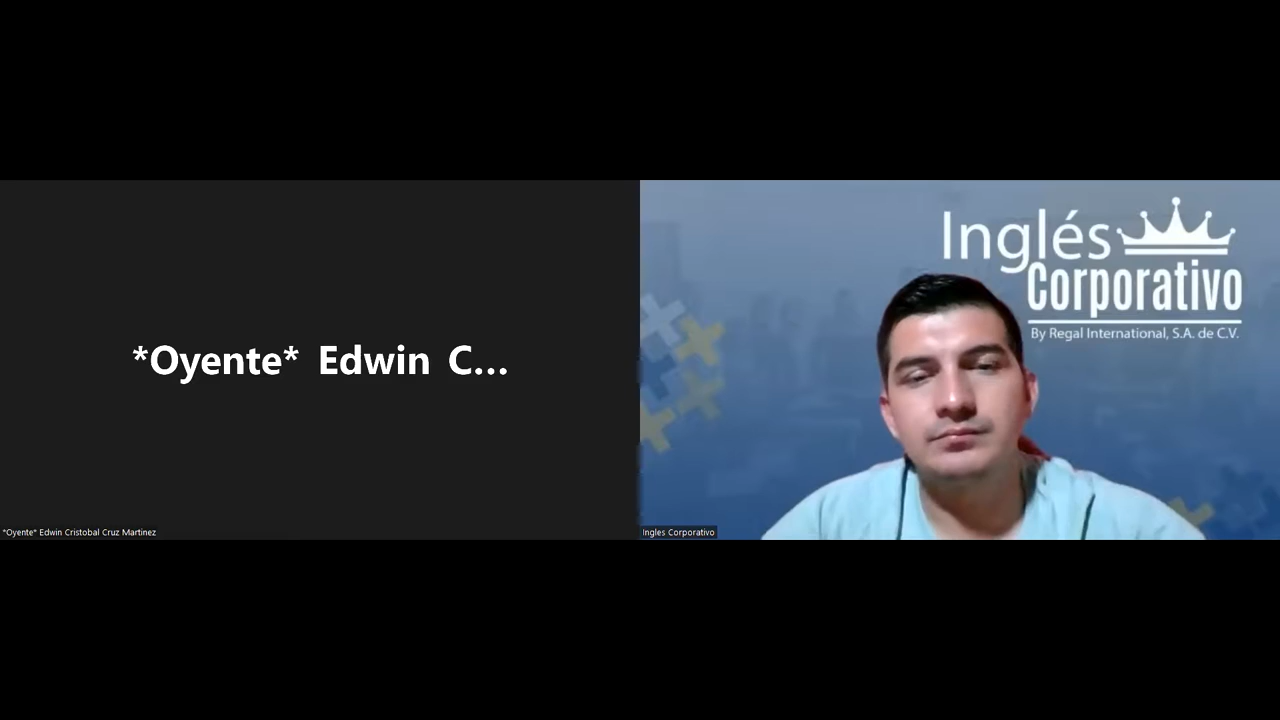 *Oyente* Edwin C...
*Oyente* Edwin Cristobal Cruz Martinez
Inglés
Corporativo
By Regal International, S.A. de C.V.
Ingles Corporativo